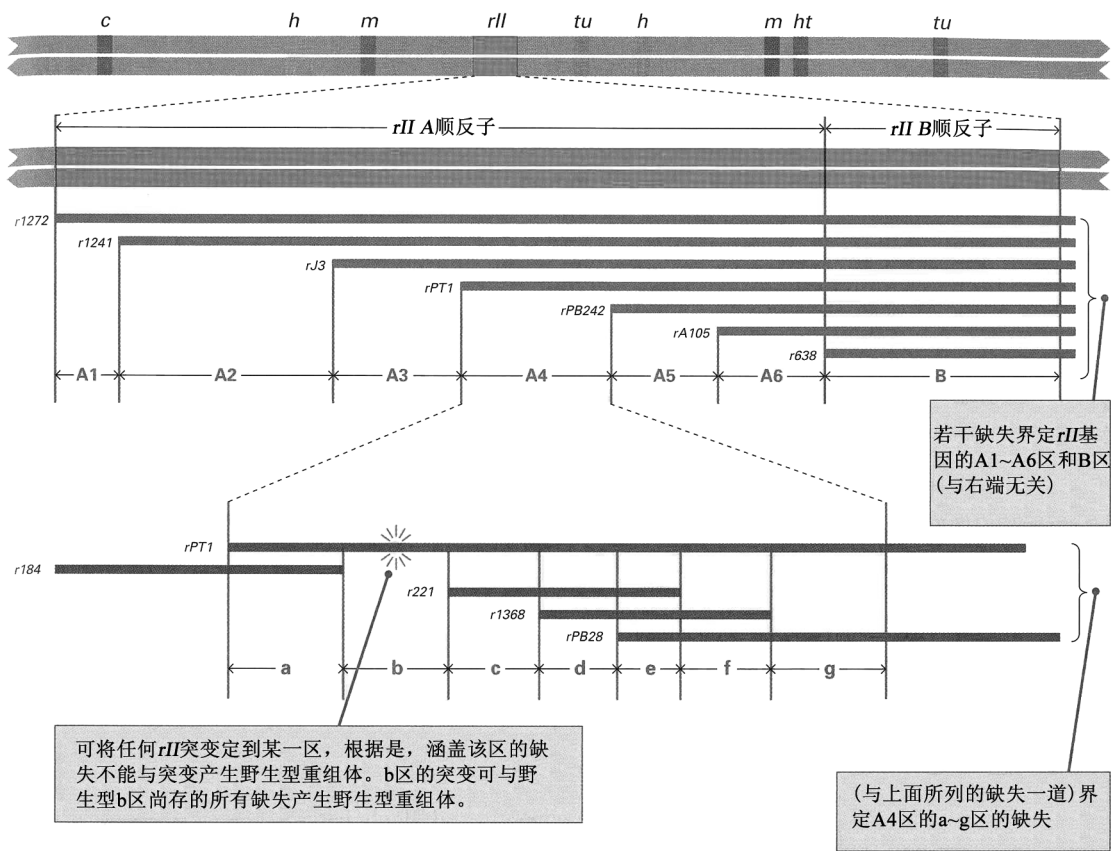 c h m rII tu h m ht tu
rII A顺反子 rII B顺反子
r1272
r1241
rJ3
rPT1
rPB242
rA105
r638
A1 A2 A3 A4 A5 A6 B
若干缺失界定rII基
因的A1~A6区和B区
(与右端无关)
rPT1
r184
r221
r1368
rPB28
a b c d e f g
可将任何rII突变定到某一区，根据是，涵盖该区的缺
失不能与突变产生野生型重组体。b区的突变可与野
生型b区尚存的所有缺失产生野生型重组体。
(与上面所列的缺失一道)界
定A4区的a~g区的缺失